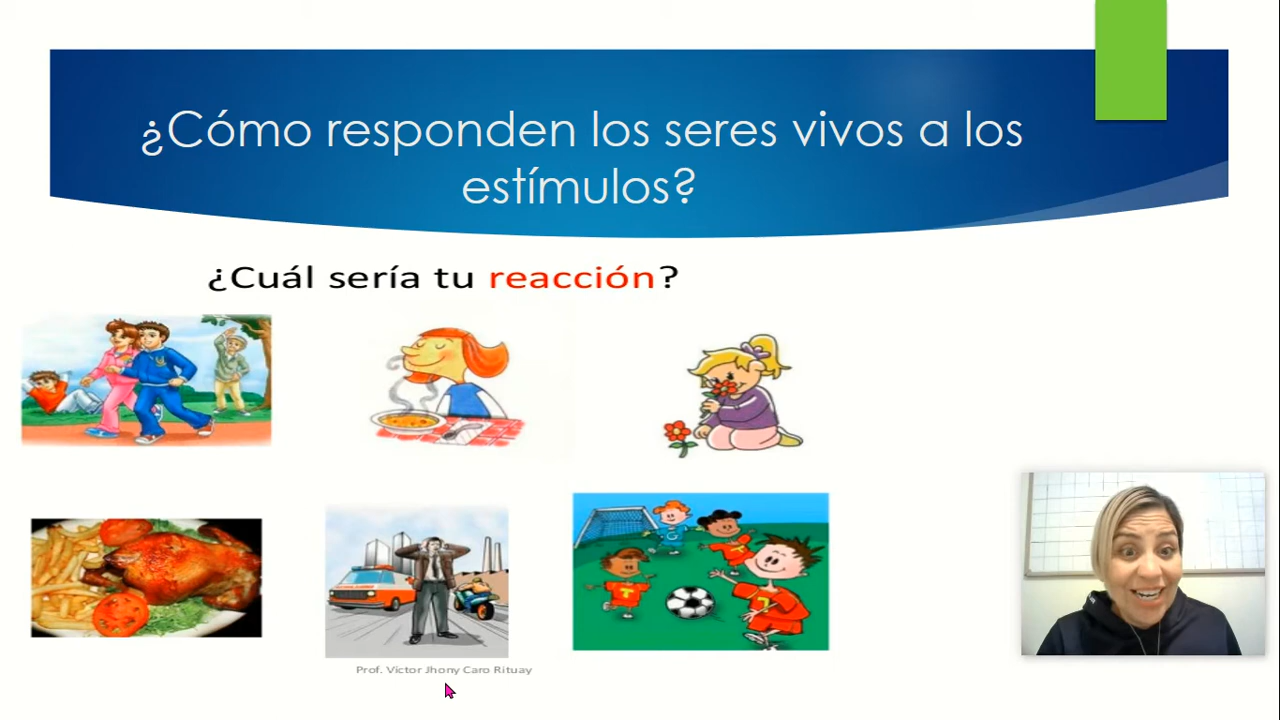 ¿Cómo responden los seres vivos a los
estímulos?
¿Cuál sería tu reacción?
Prof. Victor Jhony Caro Rituay